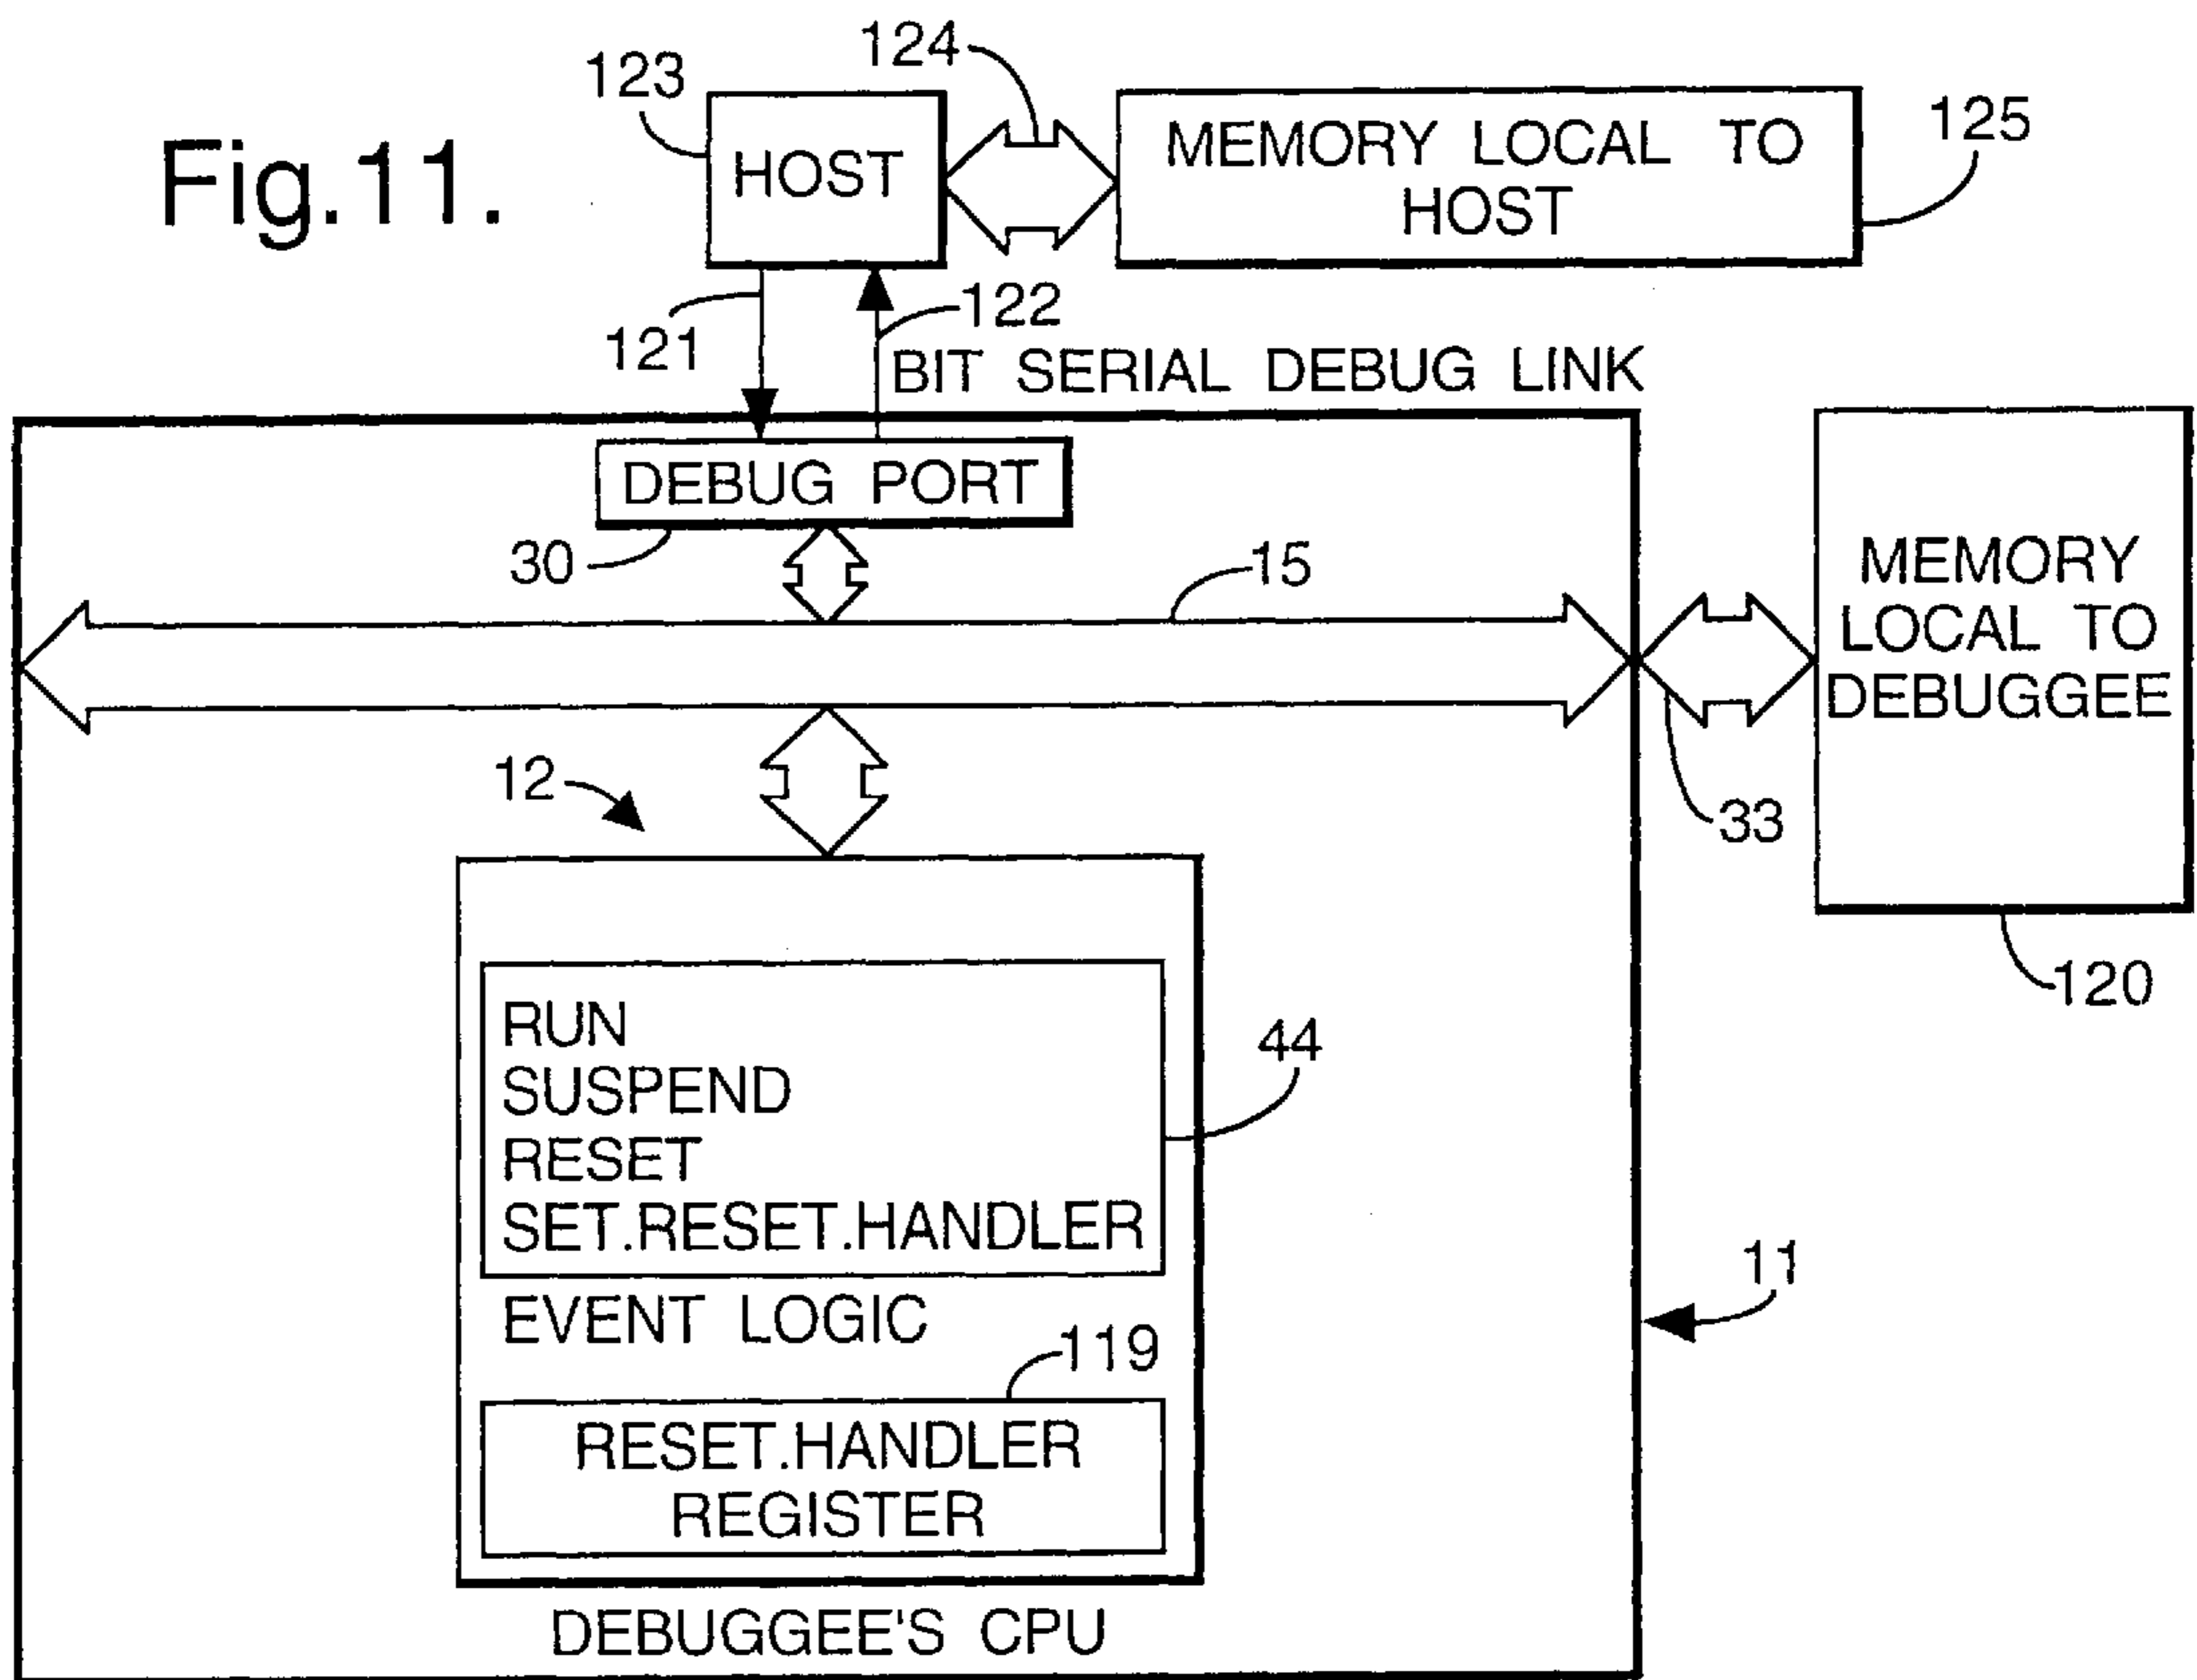 Fig.11.
123
124
125
HOST
MEMORY LOCAL TO
HOST
121
122
BIT SERIAL DEBUG LINK
DEBUG PORT
30
15
MEMORY
LOCAL TO
DEBUGGEE
12
33
120
RUN
SUSPEND
RESET
SET.RESET.HANDLER
44
EVENT LOGIC
11
119
RESET.HANDLER
REGISTER
DEBUGGEE'S CPU